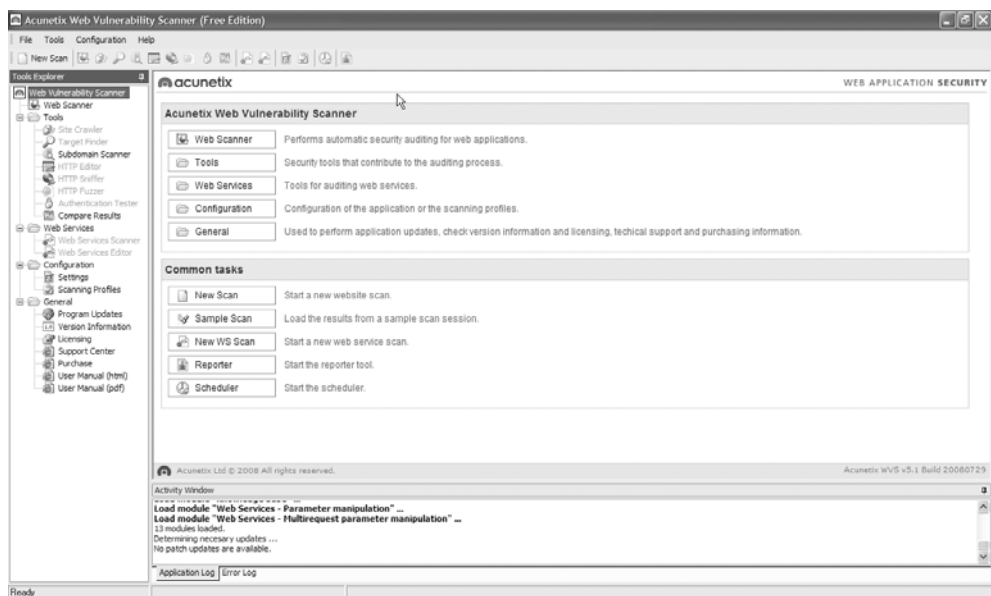 Acunetix Web Vulnerability Scanner (Free Edition)
File Tools Configuration Help
New Scan
Tools Explorer
Web Vulnerability Scanner
Web Scanner
Tools
Site Crawler
Target Finder
Subdomain Scanner
HTTP Editor
HTTP Sniffer
HTTP Fuzzer
Authentication Tester
Compare Results
Web Services
Web Services Scanner
Web Services Editor
Configuration
Settings
Scanning Profiles
General
Program Updates
Version Information
Licensing
Support Center
Purchase
User Manual (html)
User Manual (pdf)
acunetix
WEB APPLICATION SECURITY
Acunetix Web Vulnerability Scanner
Web Scanner Performs automatic security auditing for web applications.
Tools Security tools that contribute to the auditing process.
Web Services Tools for auditing web services.
Configuration Configuration of the application or the scanning profiles.
General Used to perform application updates, check version information and licensing, techical support and purchasing information.
Common tasks
New Scan Start a new website scan.
Sample Scan Load the results from a sample scan session.
New WS Scan Start a new web service scan.
Reporter Start the reporter tool.
Scheduler Start the scheduler.
Acunetix Ltd © 2008 All rights reserved.
Acunetix WVS v5.1 Build 20080729
Activity Window
Load module "Web Services - Parameter manipulation" ...
Load module "Web Services - Multirequest parameter manipulation" ...
13 modules loaded.
Determining necesary updates ...
No patch updates are available.
Application Log Error Log
Ready